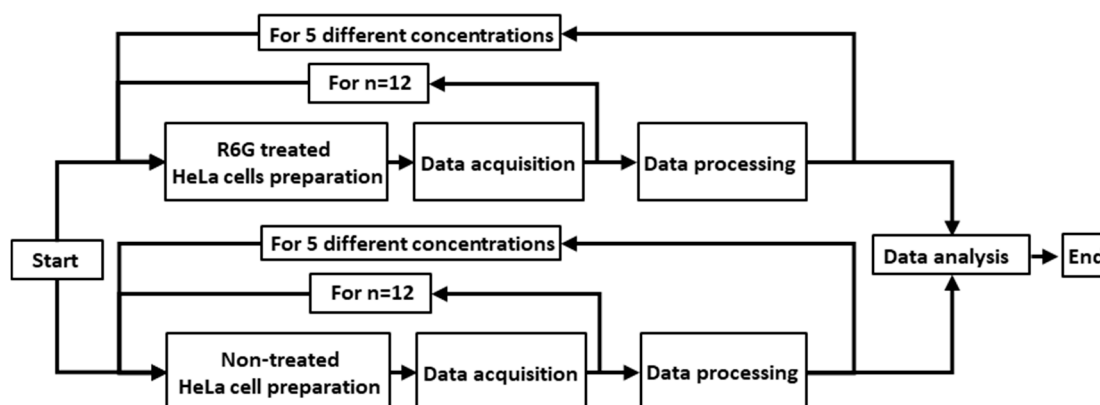 For 5 different concentrations
For n=12
R6G treated
HeLa cells preparation
Data acquisition
Data processing
Start
For 5 different concentrations
Data analysis
End
For n=12
Non-treated
HeLa cell preparation
Data acquisition
Data processing